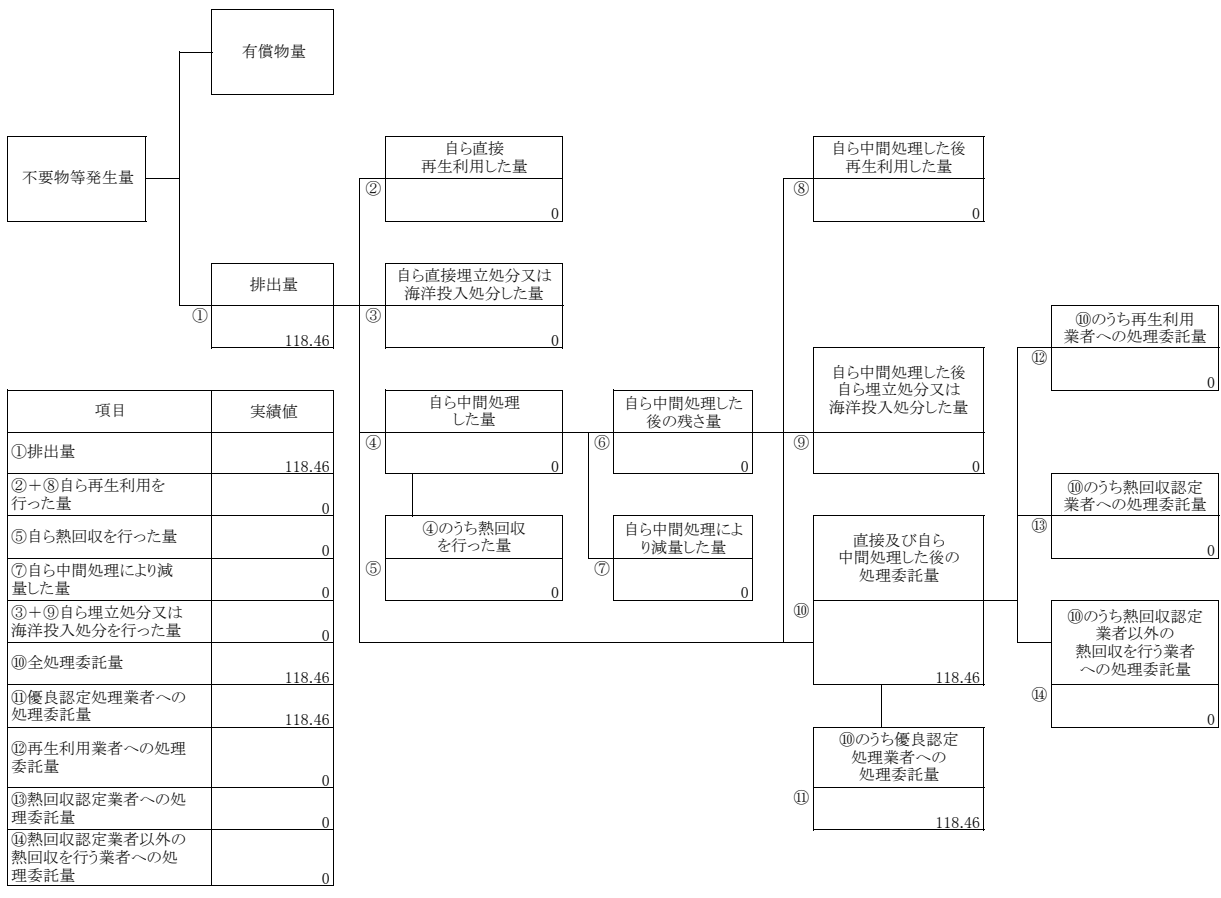 有償物量
不要物等発生量
排出量
①
118.46
自ら直接
再生利用した量
②
0
自ら直接埋立処分又は
海洋投入処分した量
③
0
自ら中間処理
した量
④
0
④のうち熱回収
を行った量
⑤
0
自ら中間処理した
後の残さ量
⑥
0
自ら中間処理によ
り減量した量
⑦
0
自ら中間処理した後
再生利用した量
⑧
0
自ら中間処理した後
自ら埋立処分又は
海洋投入処分した量
⑨
0
直接及び自ら
中間処理した後の
処理委託量
⑩
118.46
⑩のうち優良認定
処理業者への
処理委託量
⑪
118.46
⑩のうち再生利用
業者への処理委託量
⑫
0
⑩のうち熱回収認定
業者への処理委託量
⑬
0
⑩のうち熱回収認定
業者以外の
熱回収を行う業者
への処理委託量
⑭
0
項目 実績値
①排出量
118.46
②+⑧自ら再生利用を
行った量
0
⑤自ら熱回収を行った量
0
⑦自ら中間処理により減
量した量
0
③+⑨自ら埋立処分又は
海洋投入処分を行った量
0
⑩全処理委託量
118.46
⑪優良認定処理業者への
処理委託量
118.46
⑫再生利用業者への処理
委託量
0
⑬熱回収認定業者への処
理委託量
0
⑭熱回収認定業者以外の
熱回収を行う業者への処
理委託量
0